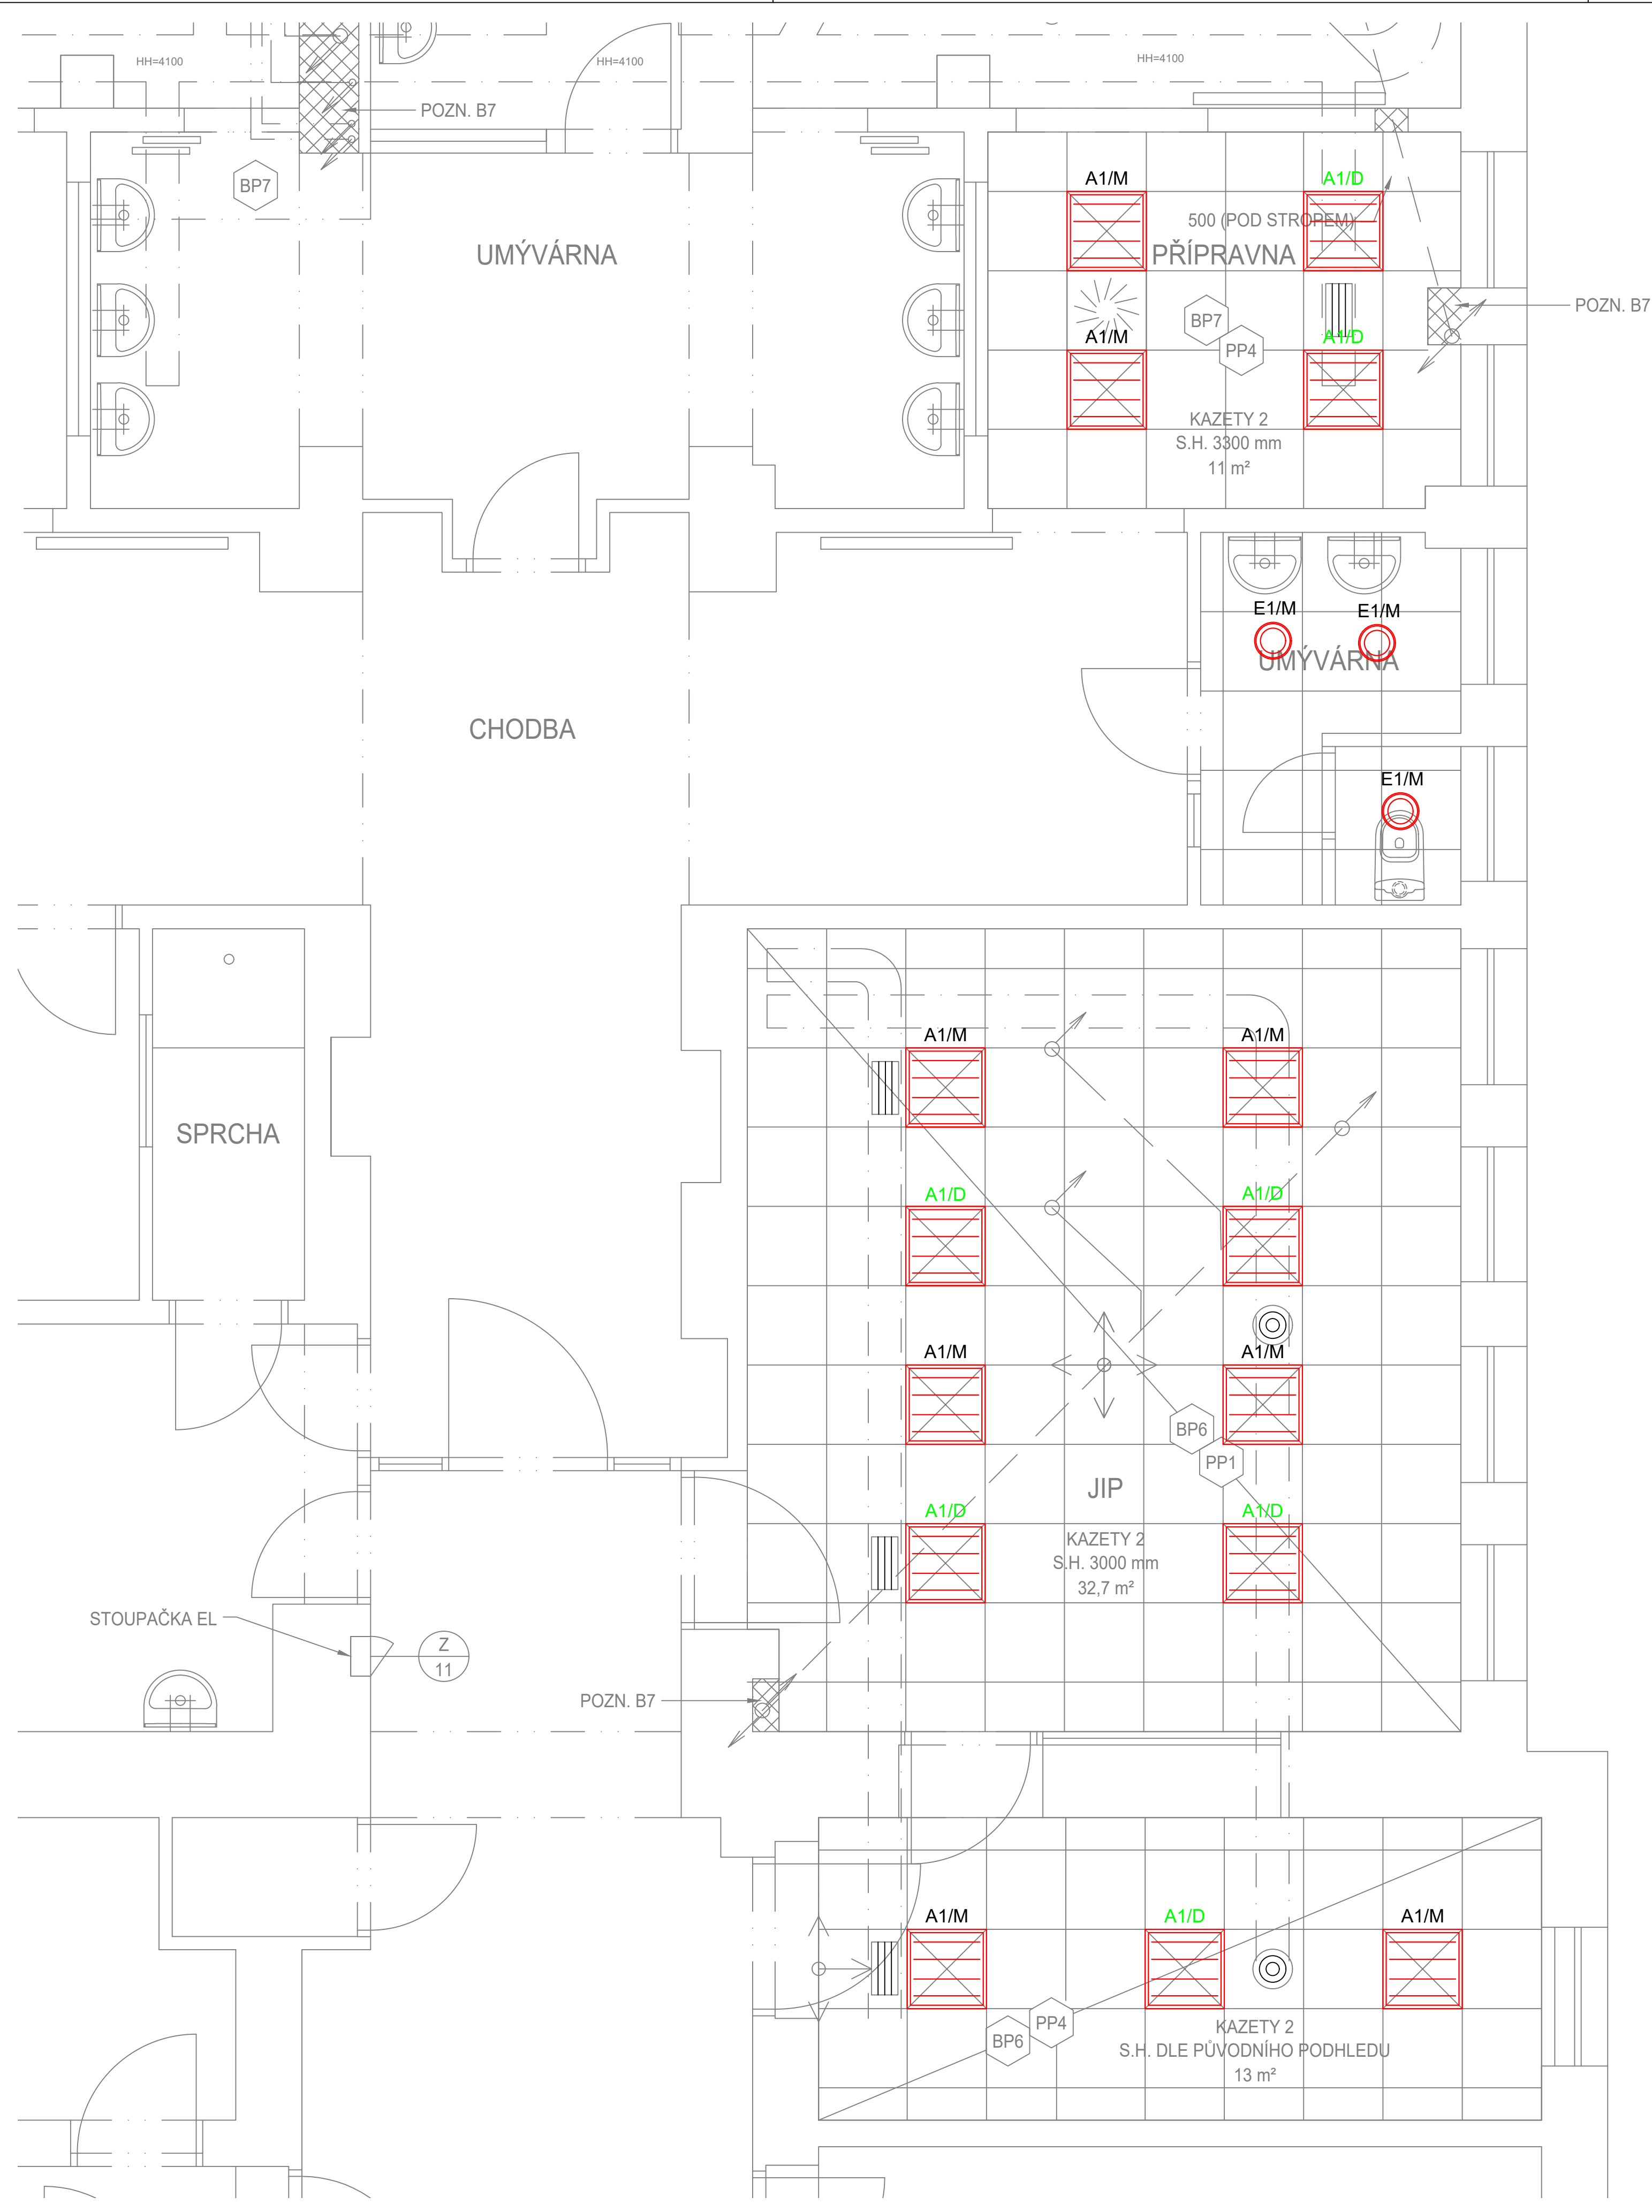 HH=4100
HH=4100
HH=4100
POZN. B7
BP7
A1/M
A1/D
500 (POD STROPEM)
UMÝVÁRNA
PŘÍPRAVNA
POZN. B7
BP7
A1/M
A1/D
PP4
KAZETY 2
S.H. 3300 mm
11 m²
E1/M
E1/M
UMÝVÁRNA
CHODBA
E1/M
A1/M
A1/M
SPRCHA
A1/D
A1/D
A1/M
A1/M
BP6
PP1
JIP
A1/D
A1/D
KAZETY 2
S.H. 3000 mm
32,7 m²
STOUPAČKA EL
Z
11
POZN. B7
A1/M
A1/D
A1/M
PP4
BP6
KAZETY 2
S.H. DLE PŮVODNÍHO PODHLEDU
13 m²